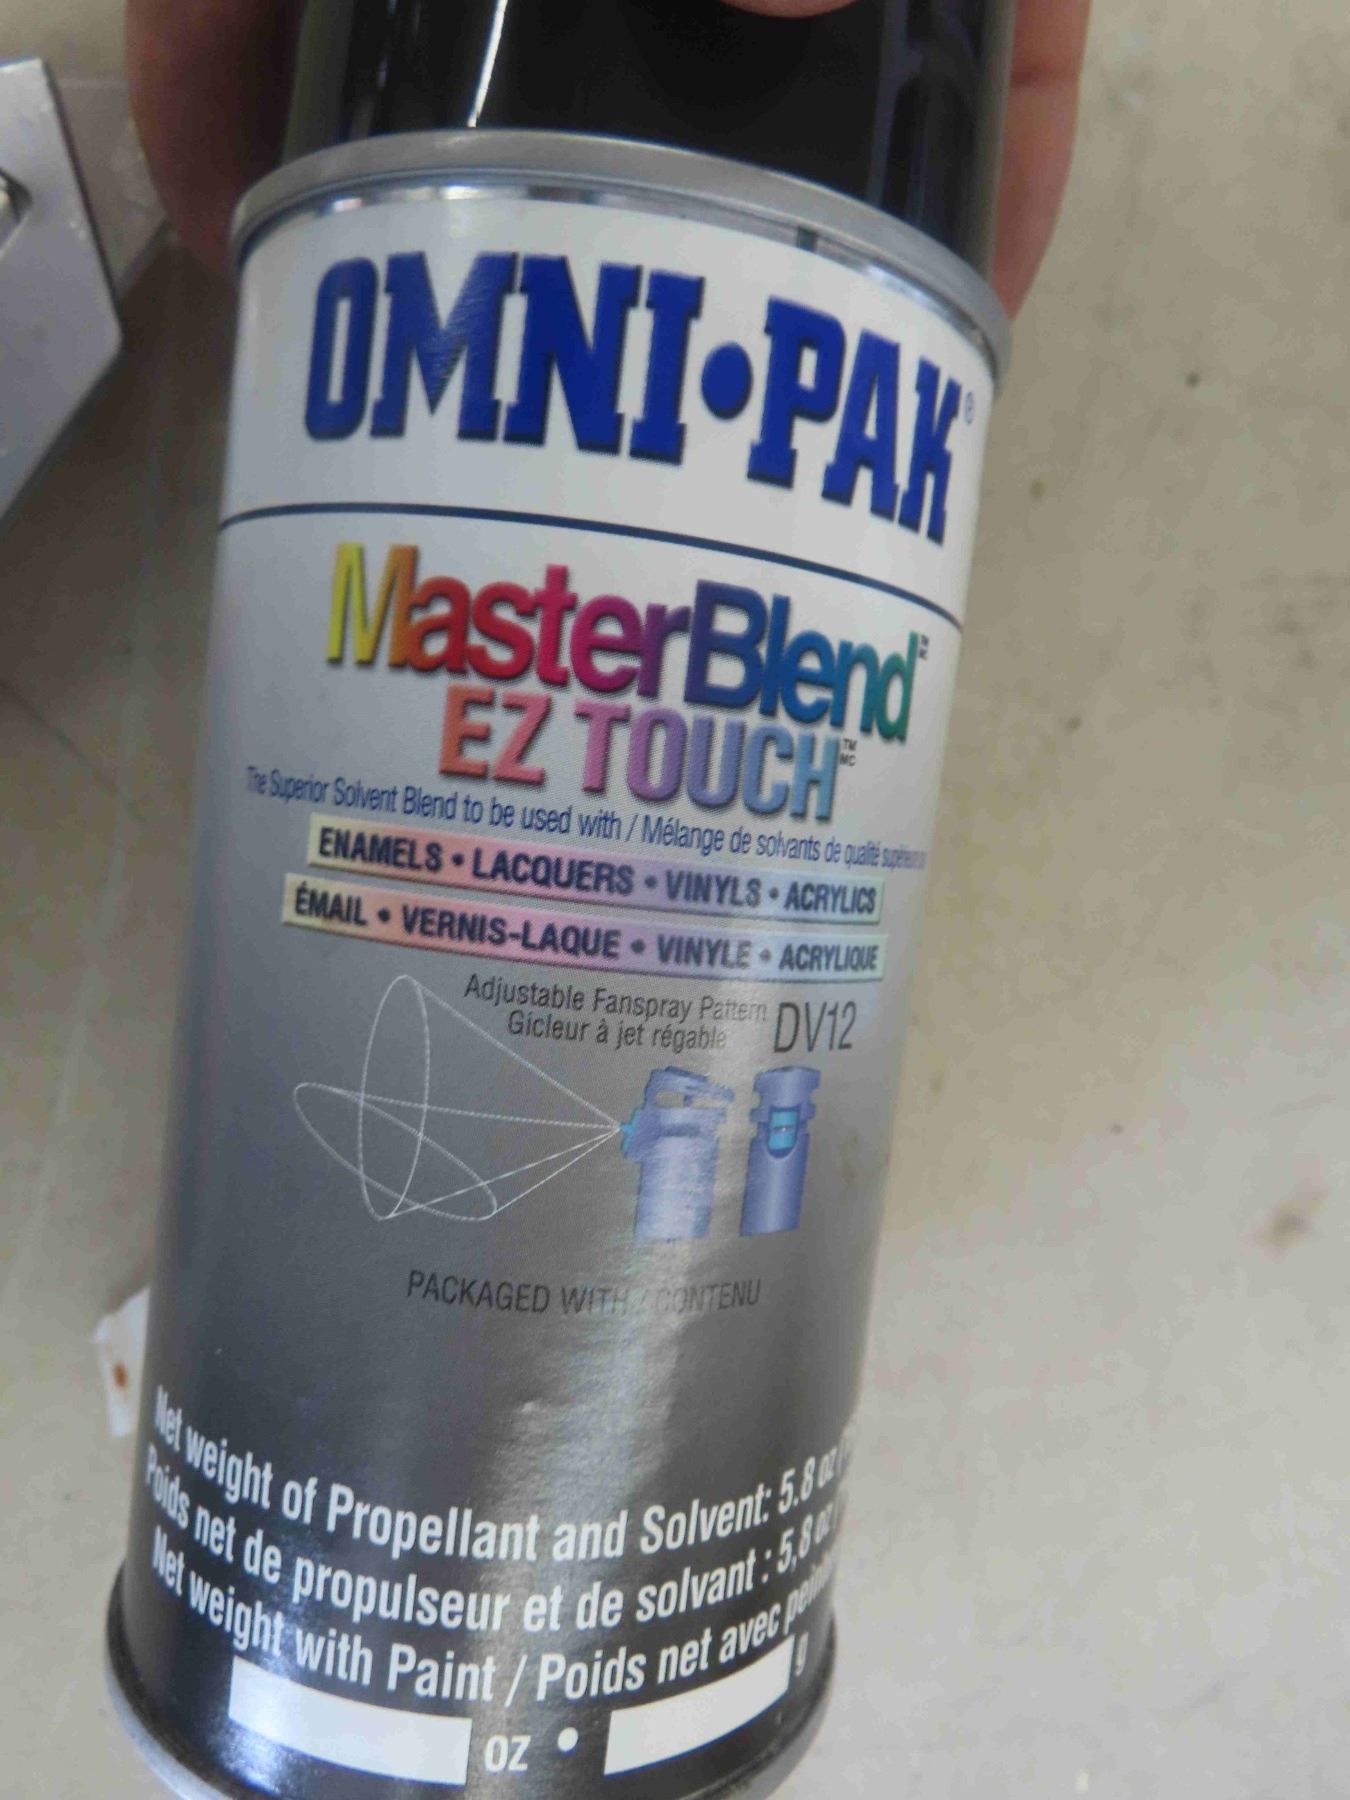 OMNI•PAK®
MasterBlend
EZ TOUCH ™ MC
The Superior Solvent Blend to be used with / Mélange de solvants de qualité
ENAMELS • LACQUERS • VINYLS • ACRYLICS
ÉMAIL • VERNIS-LAQUE • VINYLE • ACRYLIQUE
Adjustable Fanspray Pattern
Gicleur à jet régable
DV12
PACKAGED WITH / CONTENU
Net weight of Propellant and Solvent: 5.8 oz
Poids net de propulseur et de solvant : 5,8 oz
Net weight with Paint / Poids net avec
oz • g